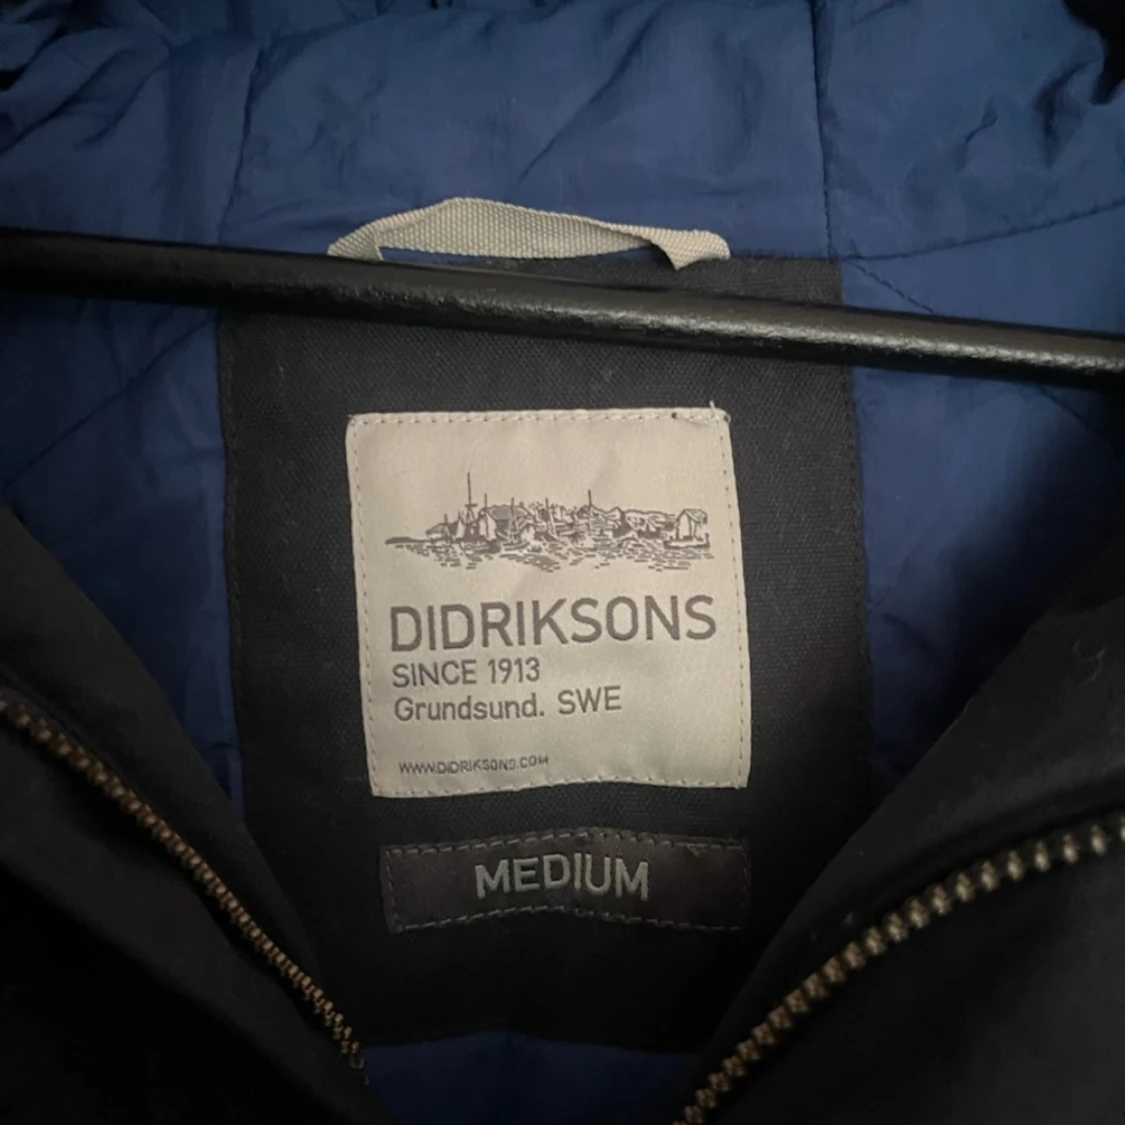 DIDRIKSONS
SINCE 1913
Grundsund. SWE
WWW.DIDRIKSONS.COM
MEDIUM